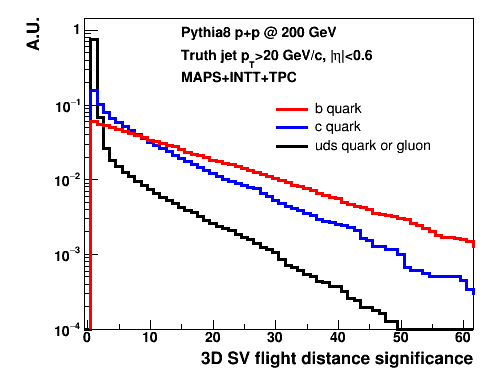 A.U.
Pythia8 p+p @ 200 GeV
Truth jet p_T>20 GeV/c, |η|<0.6
MAPS+INTT+TPC
b quark
c quark
uds quark or gluon
1
10⁻¹
10⁻²
10⁻³
10⁻⁴
0 10 20 30 40 50 60
3D SV flight distance significance